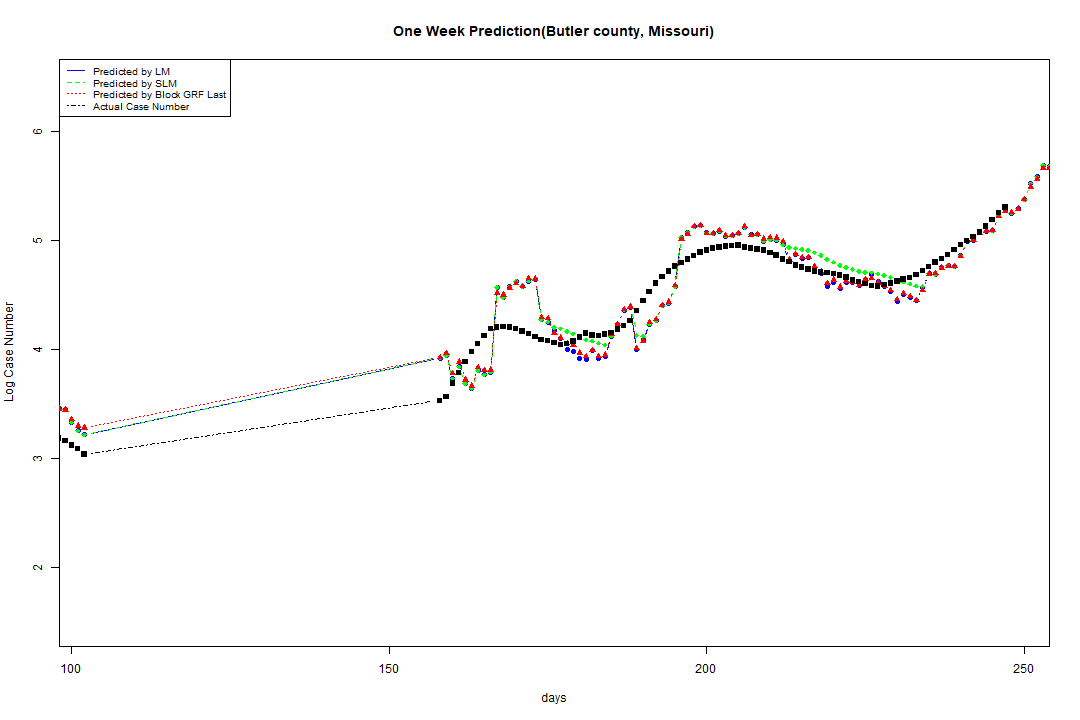 One Week Prediction(Butler county, Missouri)
Predicted by LM
Predicted by SLM
Predicted by Block GRF Last
Actual Case Number
Log Case Number
6
5
4
3
2
100 150 200 250
days